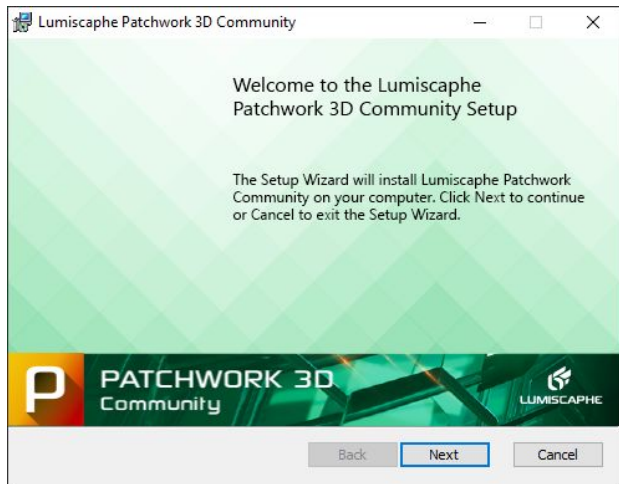 Lumiscaphe Patchwork 3D Community
Welcome to the Lumiscaphe
Patchwork 3D Community Setup
The Setup Wizard will install Lumiscaphe Patchwork
Community on your computer. Click Next to continue
or Cancel to exit the Setup Wizard.
P
PATCHWORK 3D
Community
LUMISCAPHE
Back
Next
Cancel